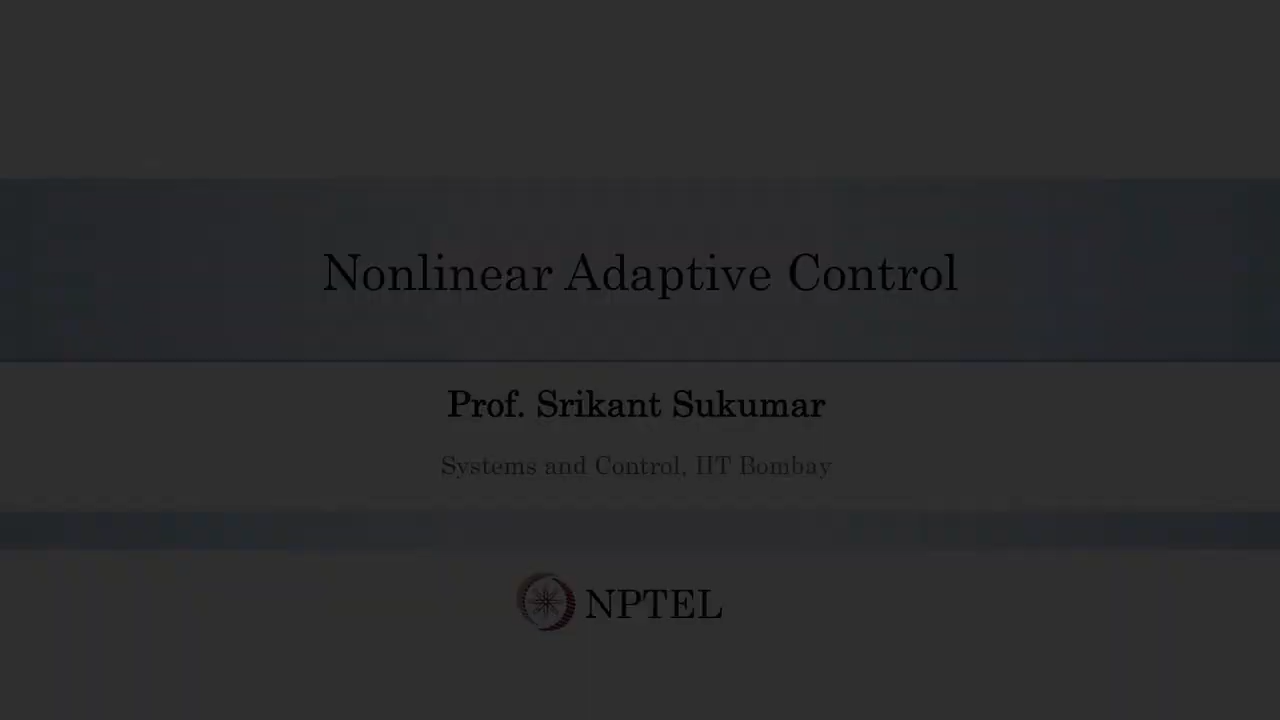 Nonlinear Adaptive Control
Prof. Srikant Sukumar
Systems and Control, IIT Bombay
NPTEL